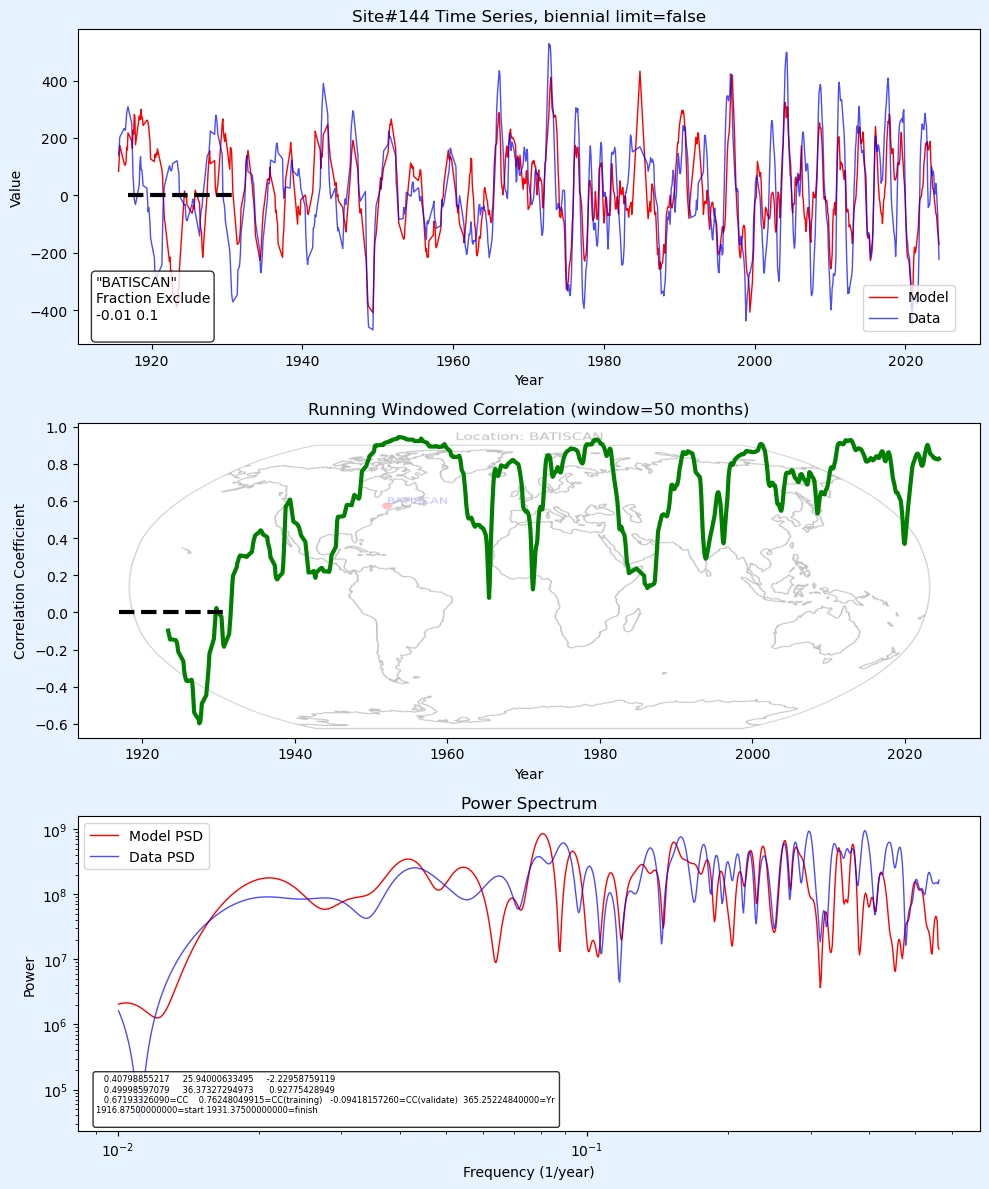 Site#144 Time Series, biennial limit=false
Value
400
200
0
−200
−400
"BATISCAN"
Fraction Exclude
-0.01 0.1
Model
Data
1920
1940
1960
1980
2000
2020
Year
Running Windowed Correlation (window=50 months)
Correlation Coefficient
1.0
0.8
0.6
0.4
0.2
0.0
−0.2
−0.4
−0.6
Location: BATISCAN
BATISCAN
1920
1940
1960
1980
2000
2020
Year
Power Spectrum
Power
10⁹
10⁸
10⁷
10⁶
10⁵
Model PSD
Data PSD
0.40798855217 25.94000633495 -2.22958759119
0.49998597079 36.37327294973 0.92775428949
0.67193326090=CC 0.76248049915=CC(training) -0.09418157260=CC(validate) 365.25224840000=Yr
1916.87500000000=start 1931.37500000000=finish
10⁻²
10⁻¹
Frequency (1/year)